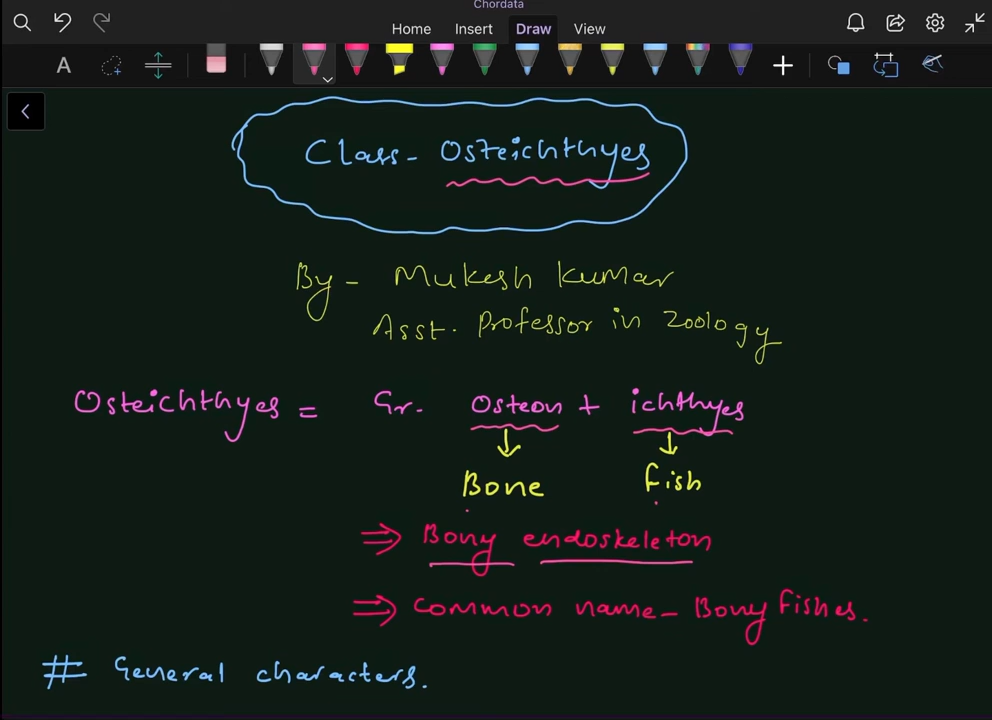 Chordata
Home Insert Draw View
A
Class- Osteichthyes
By - Mukesh Kumar
Asst. Professor in Zoology
Osteichthyes = Gr. Osteon + ichthyes
Bone fish
⇒ Bony endoskeleton
⇒ Common name - Bony fishes.
# General characters.